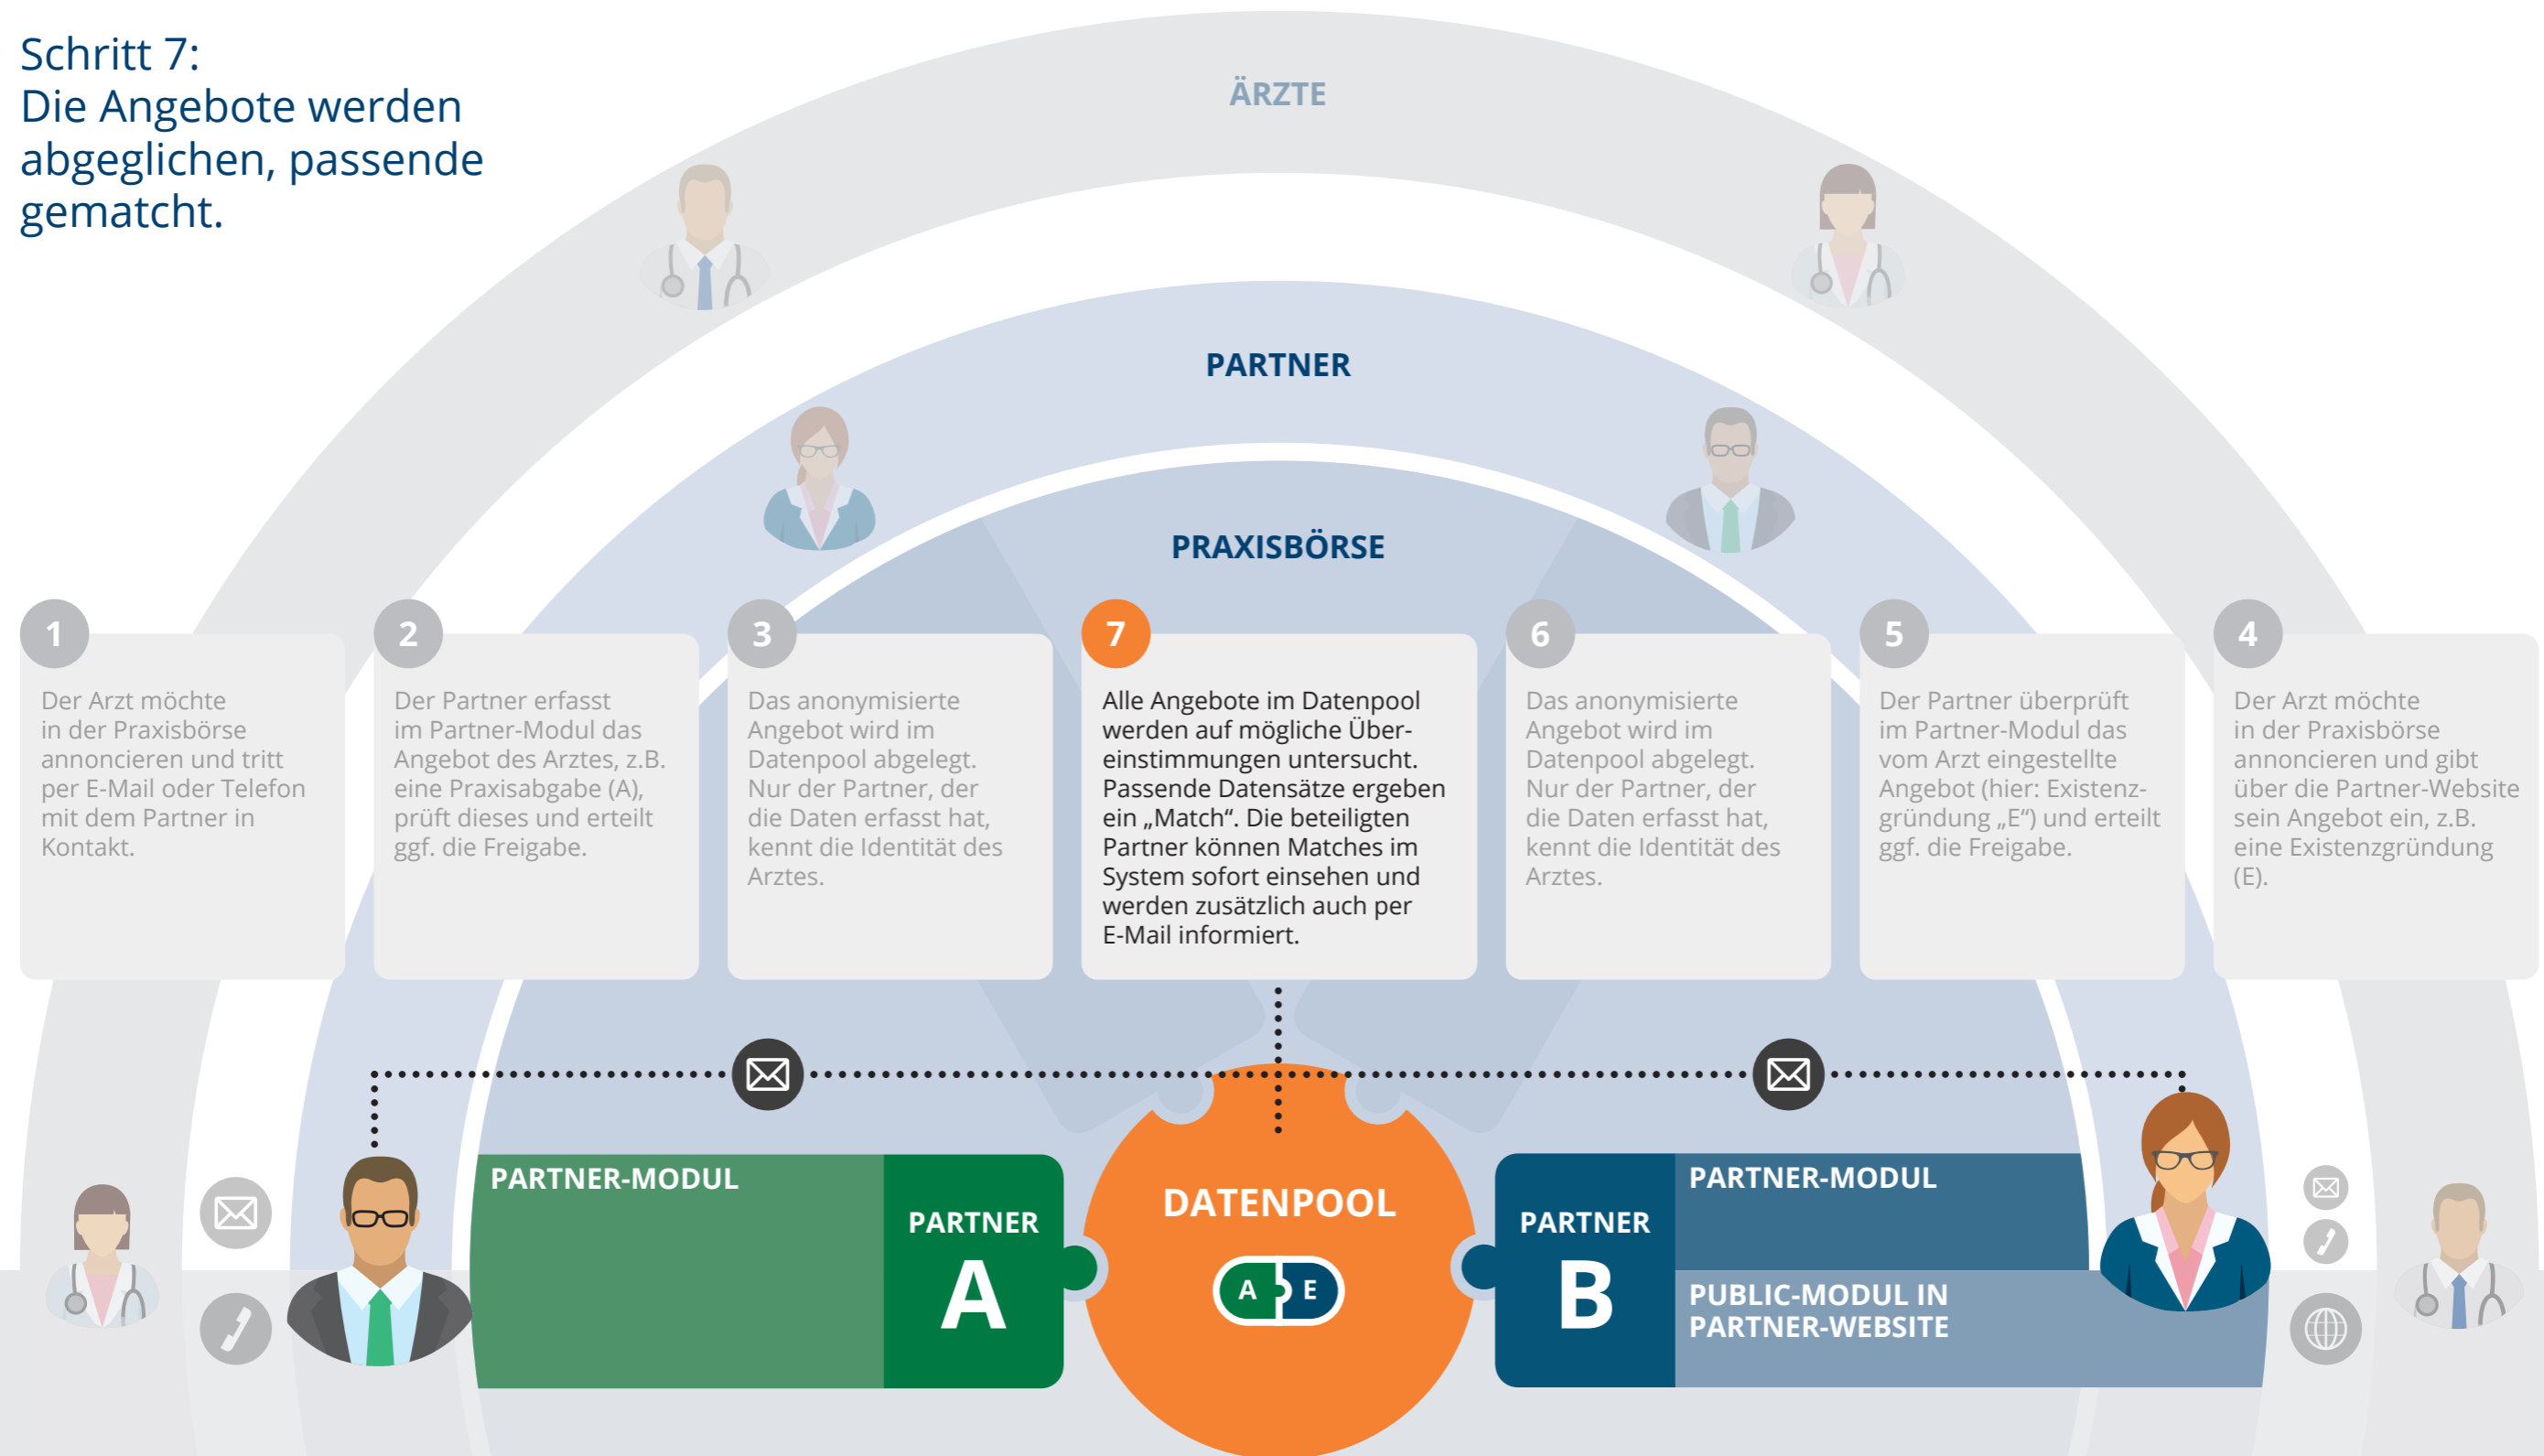 Schritt 7:
Die Angebote werden
abgeglichen, passende
gematcht.
ÄRZTE
PARTNER
PRAXISBÖRSE
1
Der Arzt möchte
in der Praxisbörse
annoncieren und tritt
per E-Mail oder Telefon
mit dem Partner in
Kontakt.
2
Der Partner erfasst
im Partner-Modul das
Angebot des Arztes, z.B.
eine Praxisabgabe (A),
prüft dieses und erteilt
ggf. die Freigabe.
3
Das anonymisierte
Angebot wird im
Datenpool abgelegt.
Nur der Partner, der
die Daten erfasst hat,
kennt die Identität des
Arztes.
7
Alle Angebote im Datenpool
werden auf mögliche Über-
einstimmungen untersucht.
Passende Datensätze ergeben
ein „Match“. Die beteiligten
Partner können Matches im
System sofort einsehen und
werden zusätzlich auch per
E-Mail informiert.
6
Das anonymisierte
Angebot wird im
Datenpool abgelegt.
Nur der Partner, der
die Daten erfasst hat,
kennt die Identität des
Arztes.
5
Der Partner überprüft
im Partner-Modul das
vom Arzt eingestellte
Angebot (hier: Existenz-
gründung „E“) und erteilt
ggf. die Freigabe.
4
Der Arzt möchte
in der Praxisbörse
annoncieren und gibt
über die Partner-Website
sein Angebot ein, z.B.
eine Existenzgründung
(E).
PARTNER-MODUL
PARTNER
A
DATENPOOL
A E
PARTNER
B
PARTNER-MODUL
PUBLIC-MODUL IN
PARTNER-WEBSITE